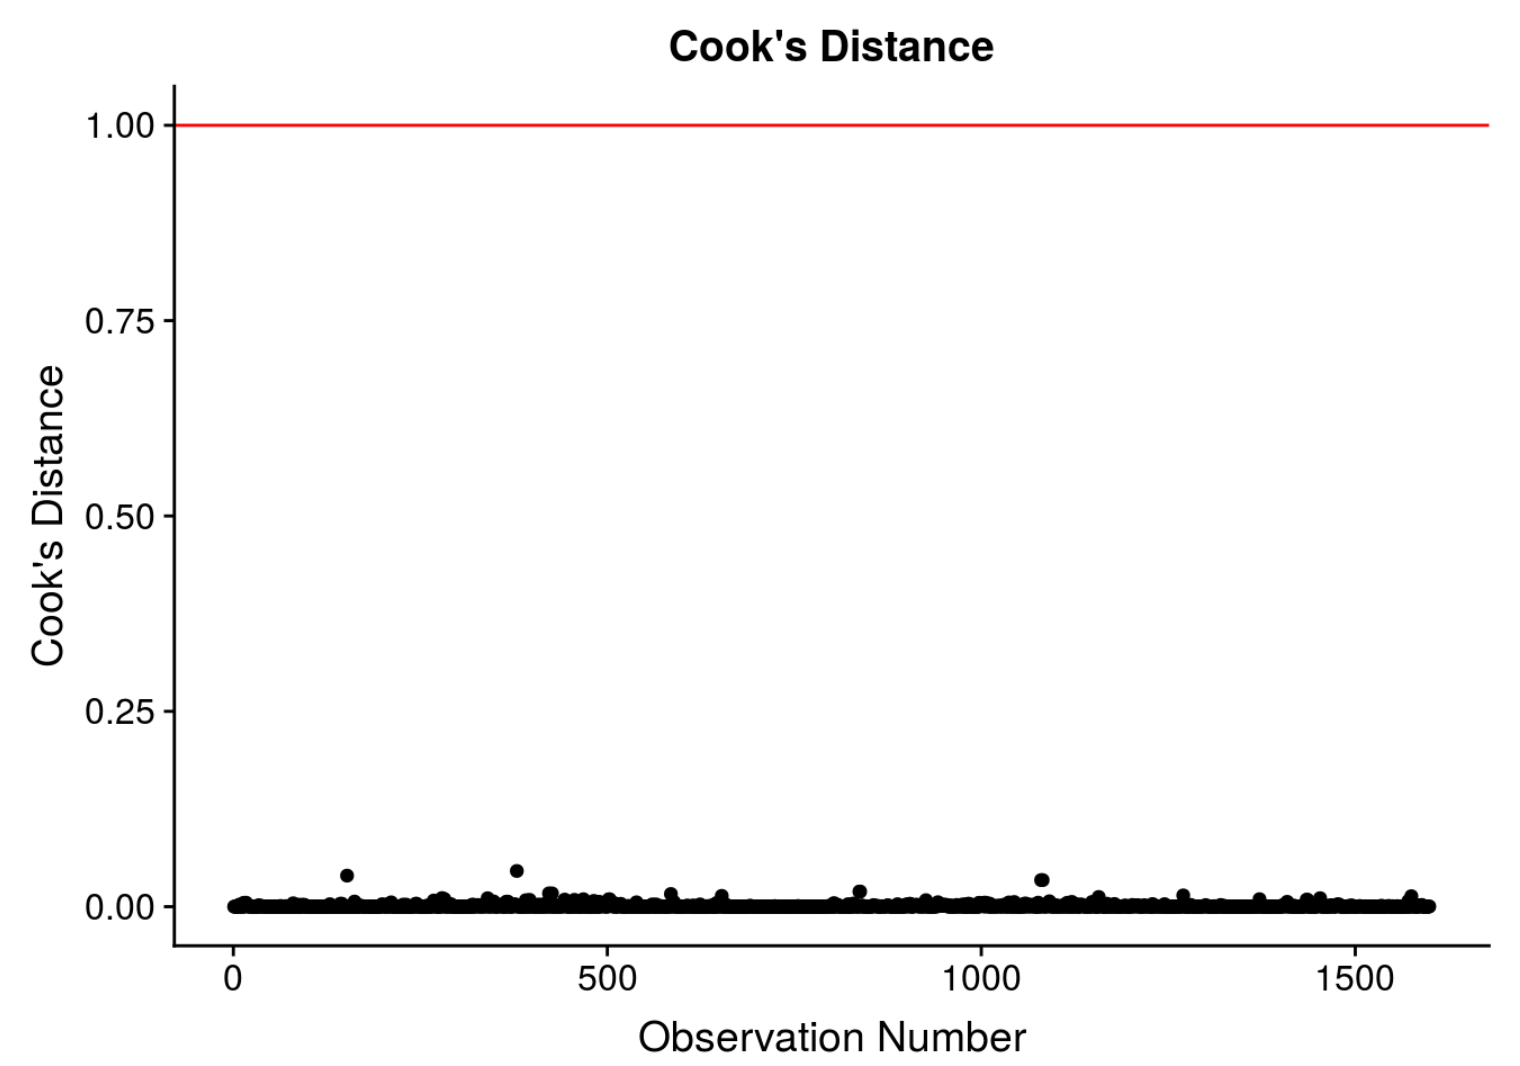 Cook's Distance
1.00
0.75
0.50
0.25
0.00
Cook's Distance
0 500 1000 1500
Observation Number